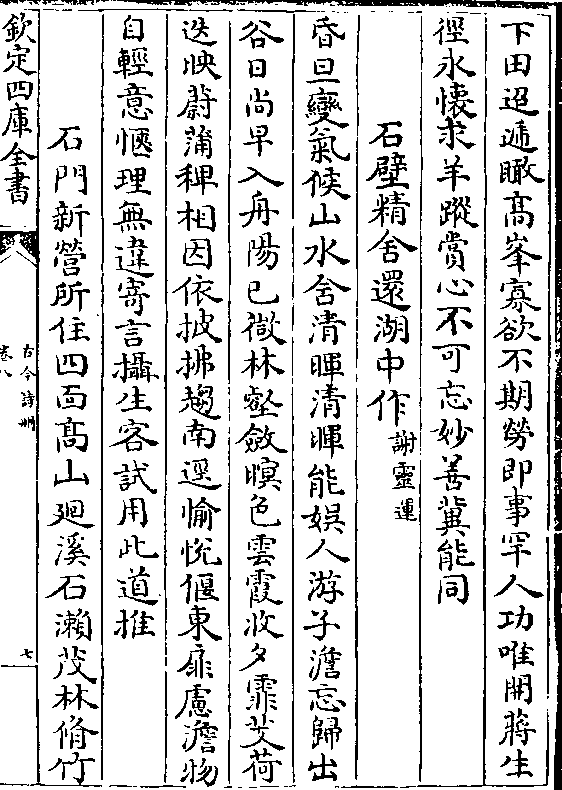 下田迢遞瞰高峯寡欲不期勞即事罕人功唯開蔣生
徑永懷求羊蹤賞心不可忘妙善冀能同
石壁精舍還湖中作 謝靈運
昏旦變氣候山水含清暉清暉能娱人游子澹忘歸出
谷日尚早入舟陽已微林壑斂暝色雲霞收夕霏芰荷
迭映蔚蒲稗相因依披拂趨南逕愉恱偃東扉慮澹物
自輕意愜理無違寄言攝生客試用此道推
石門新營所住四面高山廻溪石瀨茂林脩竹
欽定四庫全書
古今詩刪
卷八
七